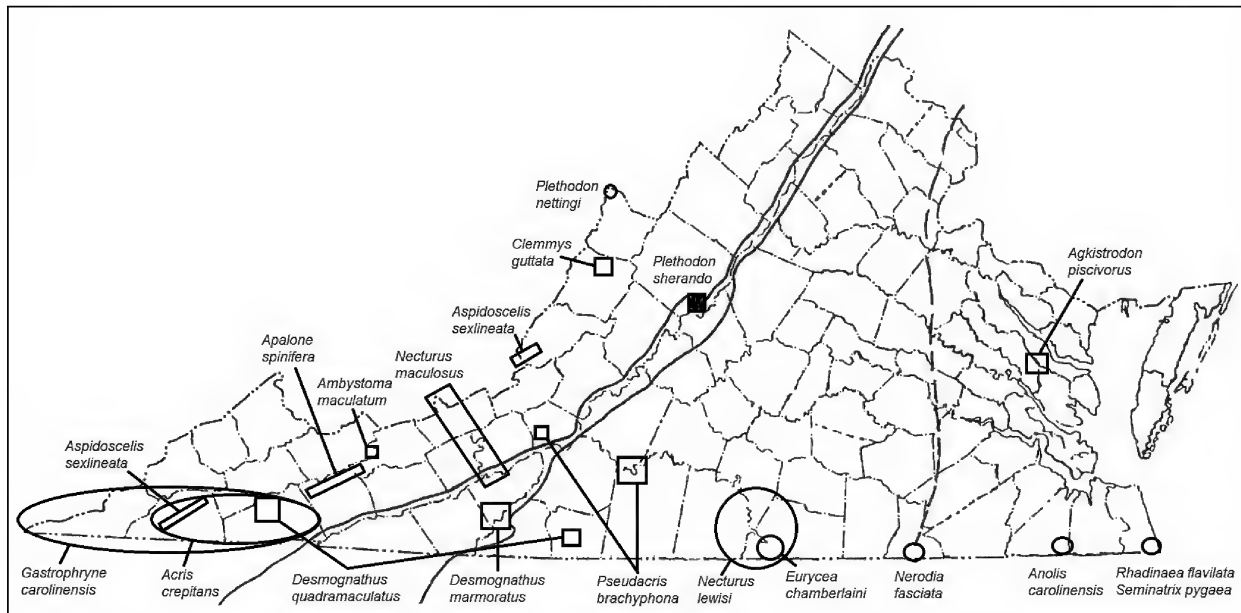 Plethodon
nettingi
Clemmys
guttata
Plethodon
sherando
Agkistrodon
piscivorus
Aspidoscelis
sexlineata
Apalone
spinifera
Necturus
maculosus
Ambystoma
maculatum
Aspidoscelis
sexlineata
Gastrophryne
carolinensis
Acris
crepitans
Desmognathus
quadramaculatus
Desmognathus
marmoratus
Pseudacris
brachyphona
Necturus
lewisi
Eurycea
chamberlaini
Nerodia
fasciata
Anolis
carolinensis
Rhadinaea flavilata
Seminatrix pygaea